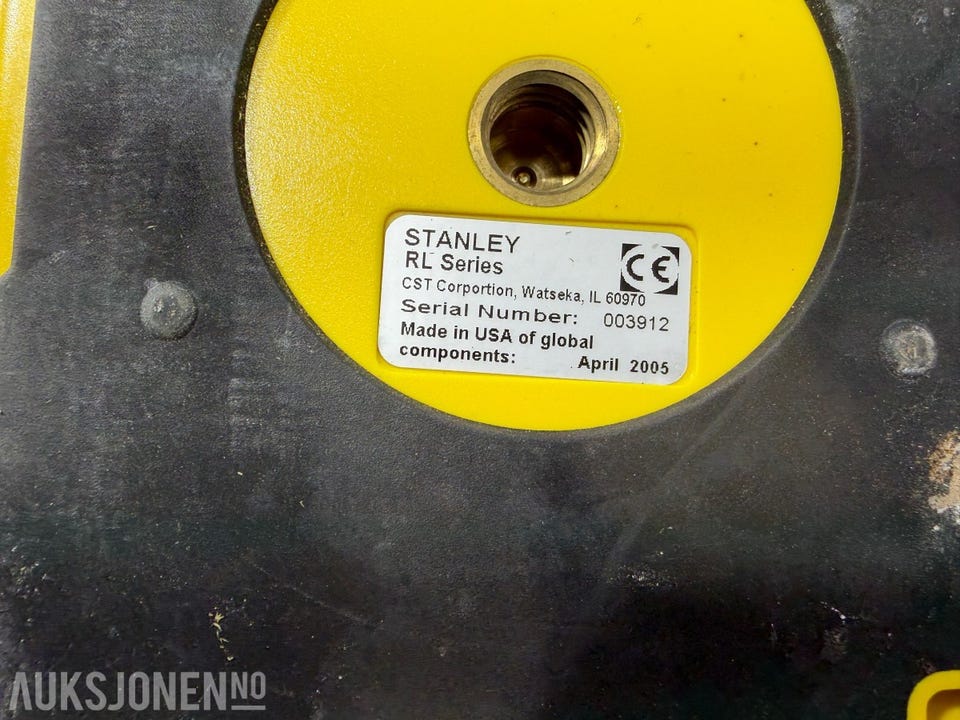 STANLEY
RL Series
CE
CST Corportion, Watseka, IL 60970
Serial Number: 003912
Made in USA of global
components: April 2005
AUKSJONEN NO